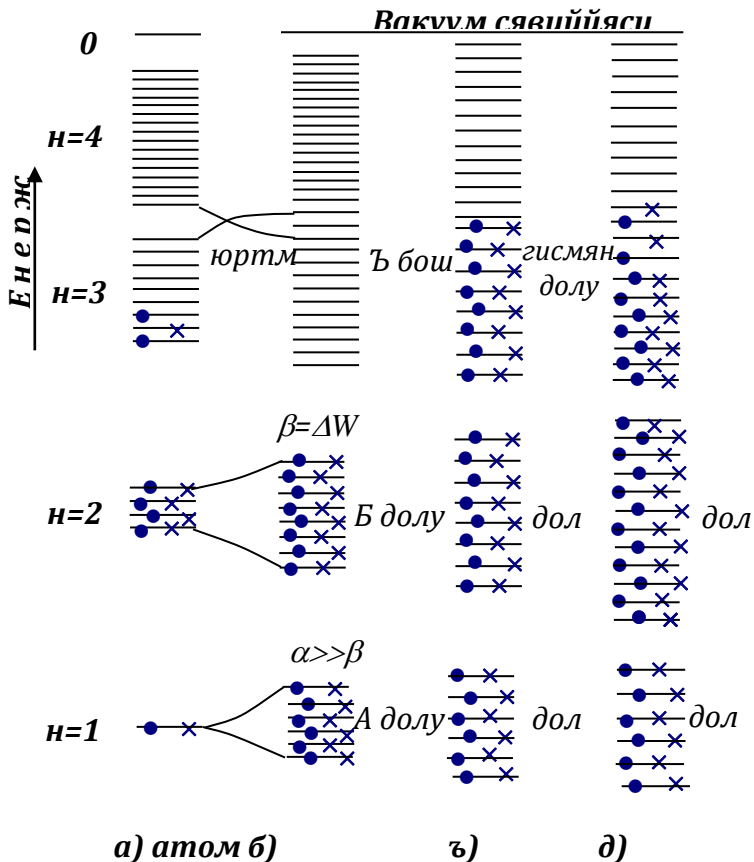 Вакуум сявиййяси
0
н=4
Е н е р ж
юртм
Ъ бош
гисмян
долу
н=3
β=ΔW
н=2
Б долу
дол
дол
α>>β
н=1
А долу
дол
дол
а) атом б)
ъ)
д)